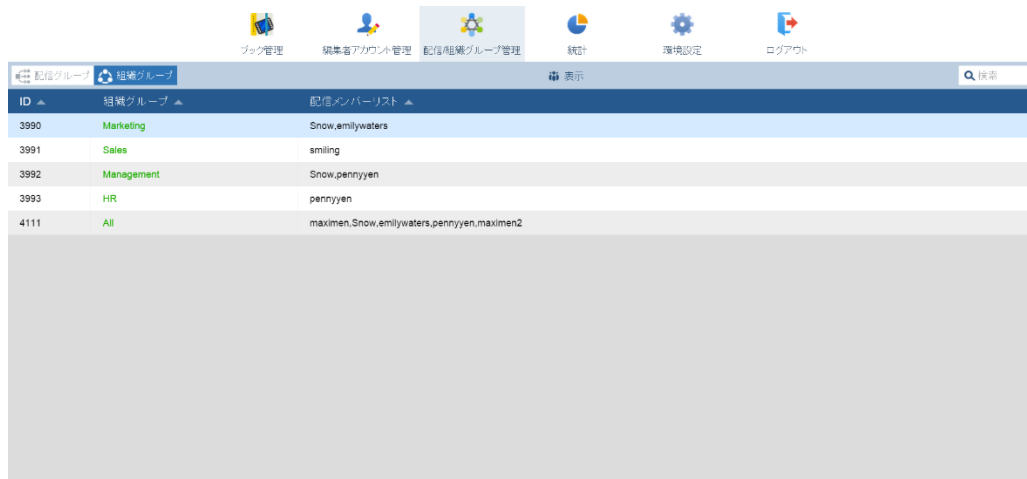 ブック管理 編集者アカウント管理 配信/組織グループ管理 統計 環境設定 ログアウト
配信グループ 組織グループ 表示 検索
ID 組織グループ 配信メンバーリスト
3990 Marketing Snow,emilywaters
3991 Sales smiling
3992 Management Snow,pennyyen
3993 HR pennyyen
4111 All maximen,Snow,emilywaters,pennyyen,maximen2